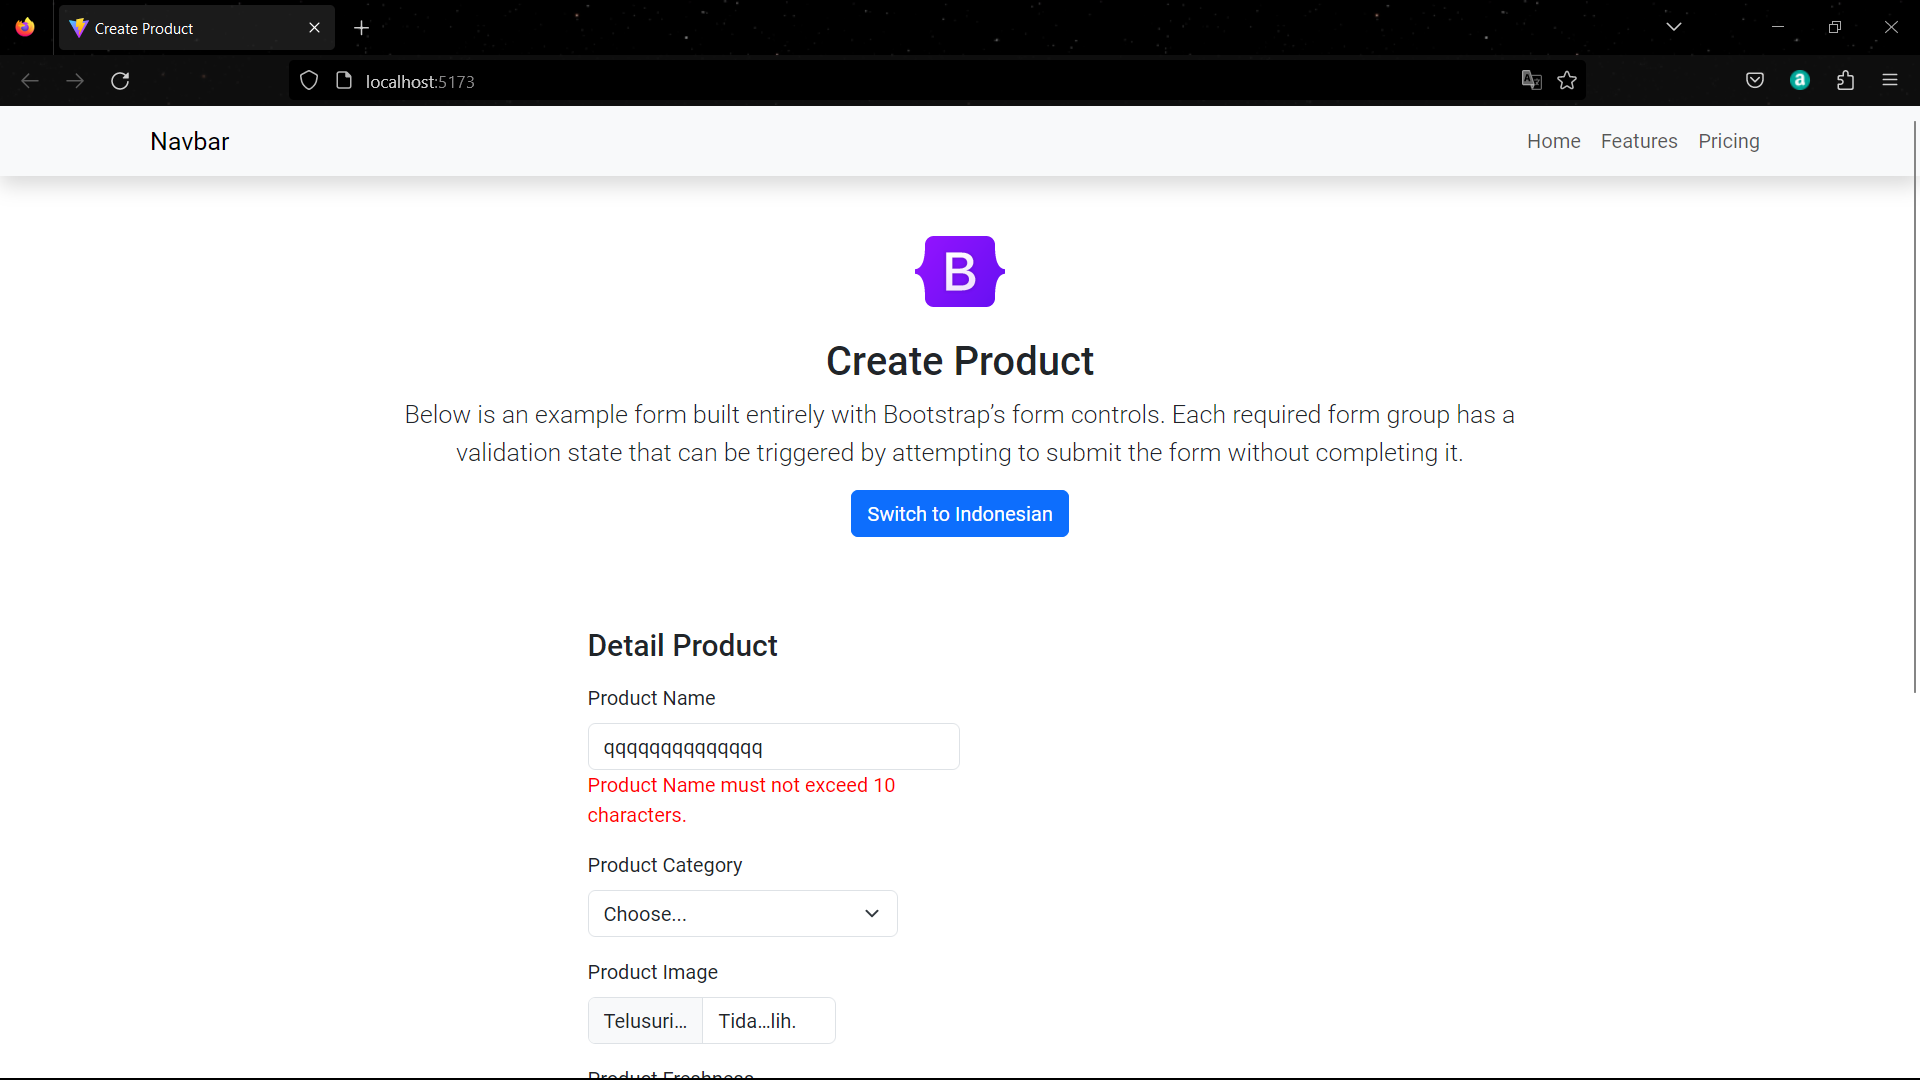 Create Product
localhost:5173
Navbar
Home Features Pricing
B
Create Product
Below is an example form built entirely with Bootstrap’s form controls. Each required form group has a
validation state that can be triggered by attempting to submit the form without completing it.
Switch to Indonesian
Detail Product
Product Name
qqqqqqqqqqqqqq
Product Name must not exceed 10
characters.
Product Category
Choose...
Product Image
Telusuri... Tida...lih.
Product Freshness